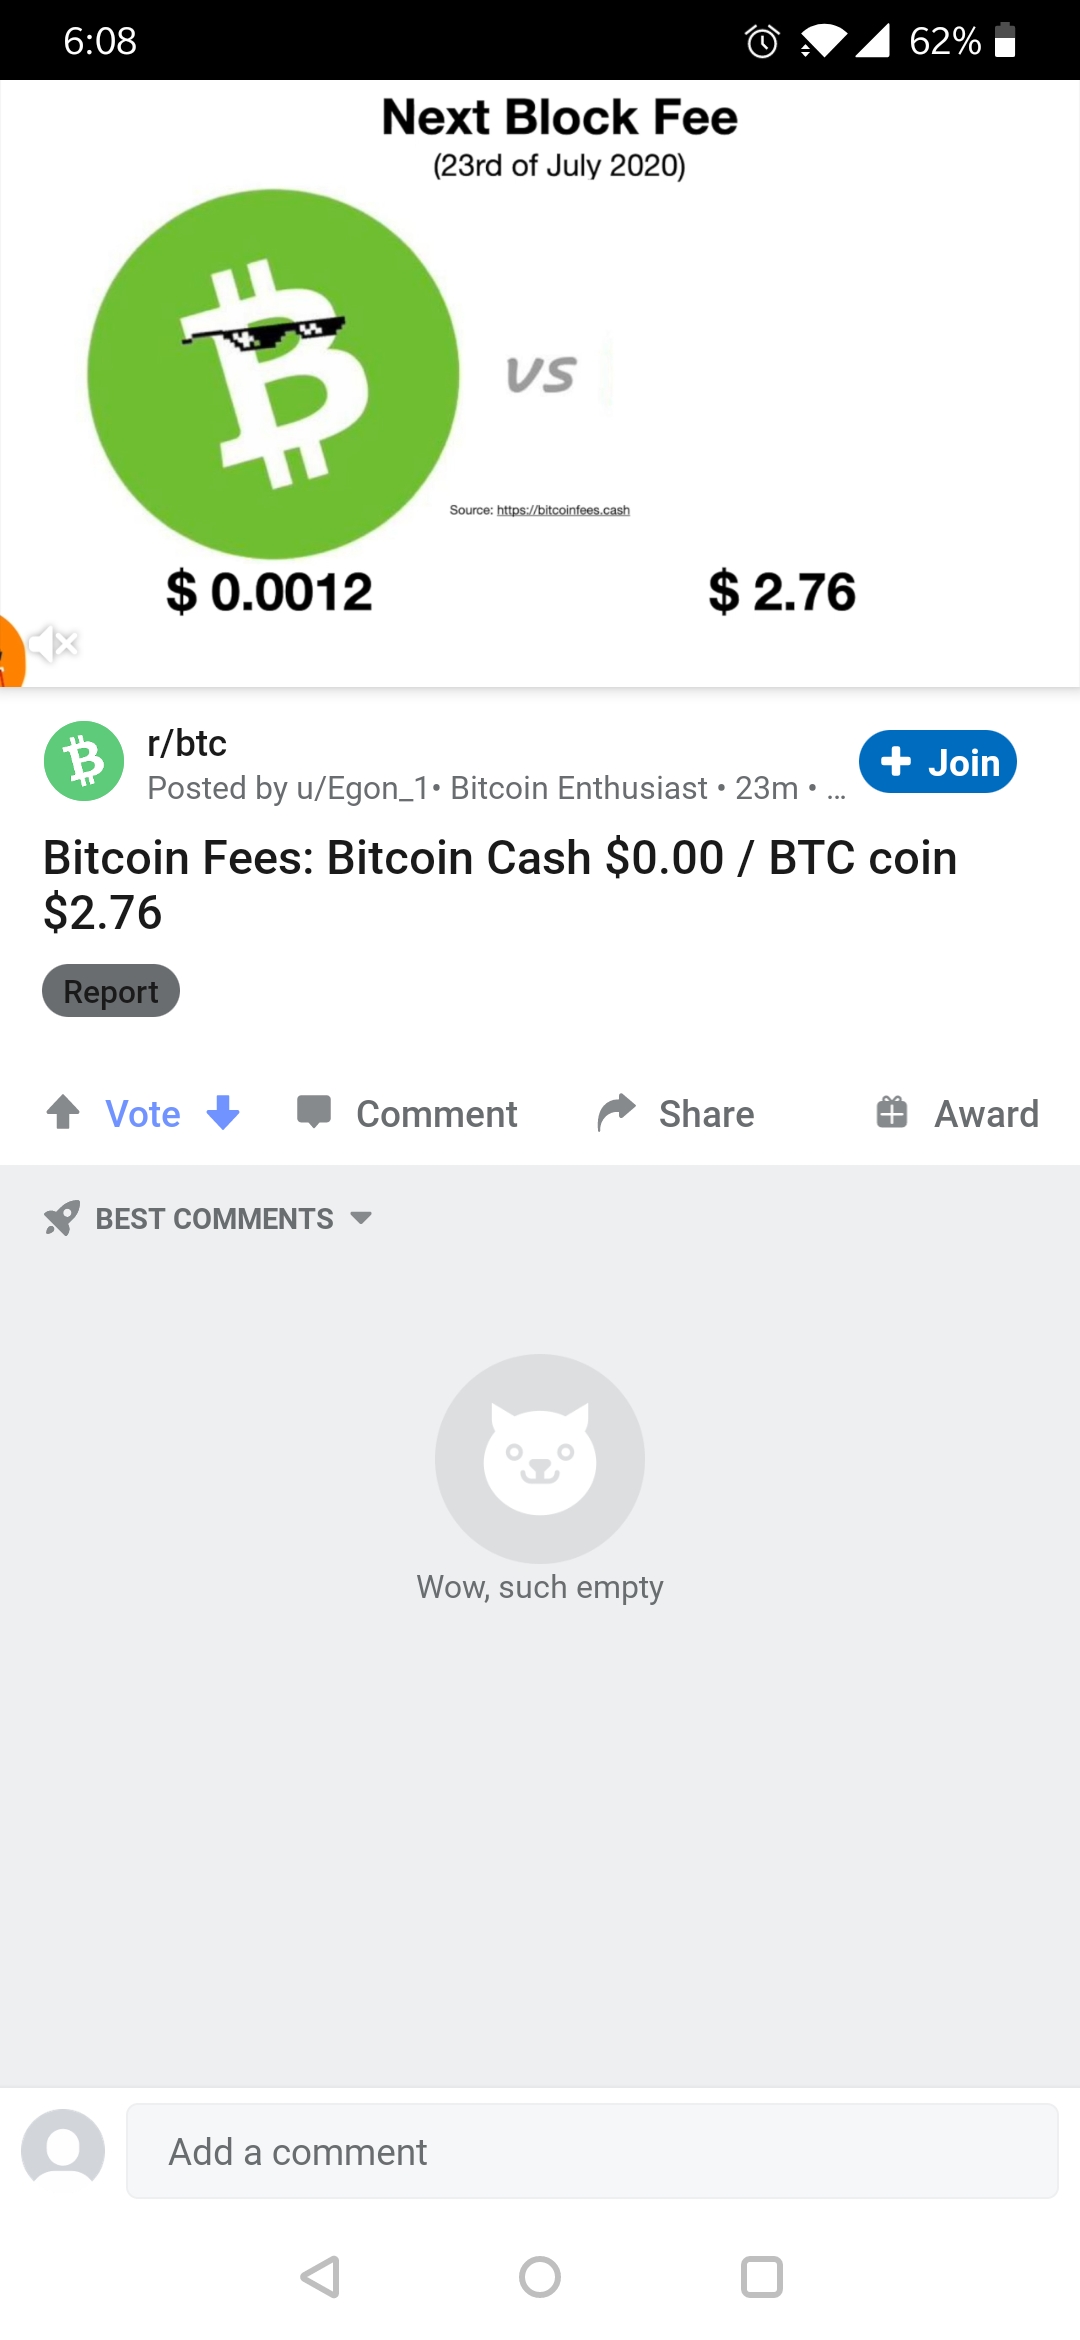 6:08
62%
Next Block Fee
(23rd of July 2020)
vs
Source: https://bitcoinfees.cash
$ 0.0012
$ 2.76
r/btc
Join
Posted by u/Egon_1• Bitcoin Enthusiast • 23m • ...
Bitcoin Fees: Bitcoin Cash $0.00 / BTC coin
$2.76
Report
Vote
Comment
Share
Award
BEST COMMENTS
Wow, such empty
Add a comment